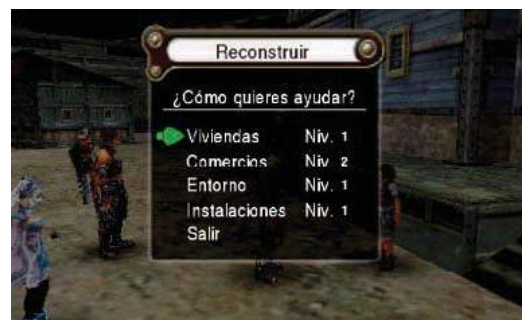 Reconstruir
¿Cómo quieres ayudar?
Viviendas Niv. 1
Comercios Niv. 2
Entorno Niv. 1
Instalaciones Niv. 1
Salir